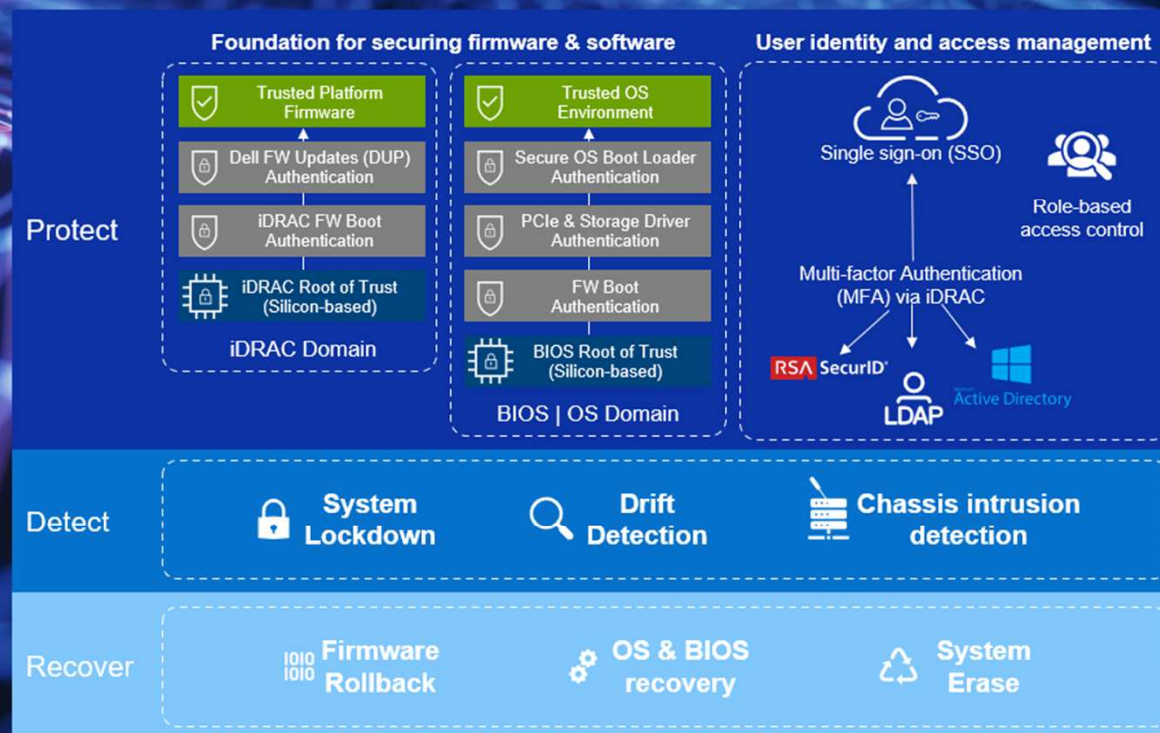 Foundation for securing firmware & software
User identity and access management
Protect
Trusted Platform
Firmware
Dell FW Updates (DUP)
Authentication
iDRAC FW Boot
Authentication
iDRAC Root of Trust
(Silicon-based)
iDRAC Domain
Trusted OS
Environment
Secure OS Boot Loader
Authentication
PCIe & Storage Driver
Authentication
FW Boot
Authentication
BIOS Root of Trust
(Silicon-based)
BIOS | OS Domain
Single sign-on (SSO)
Role-based
access control
Multi-factor Authentication
(MFA) via iDRAC
RSA SecurID®
LDAP
Active Directory
Detect
System
Lockdown
Drift
Detection
Chassis intrusion
detection
Recover
IOIO
IOIO
Firmware
Rollback
OS & BIOS
recovery
System
Erase